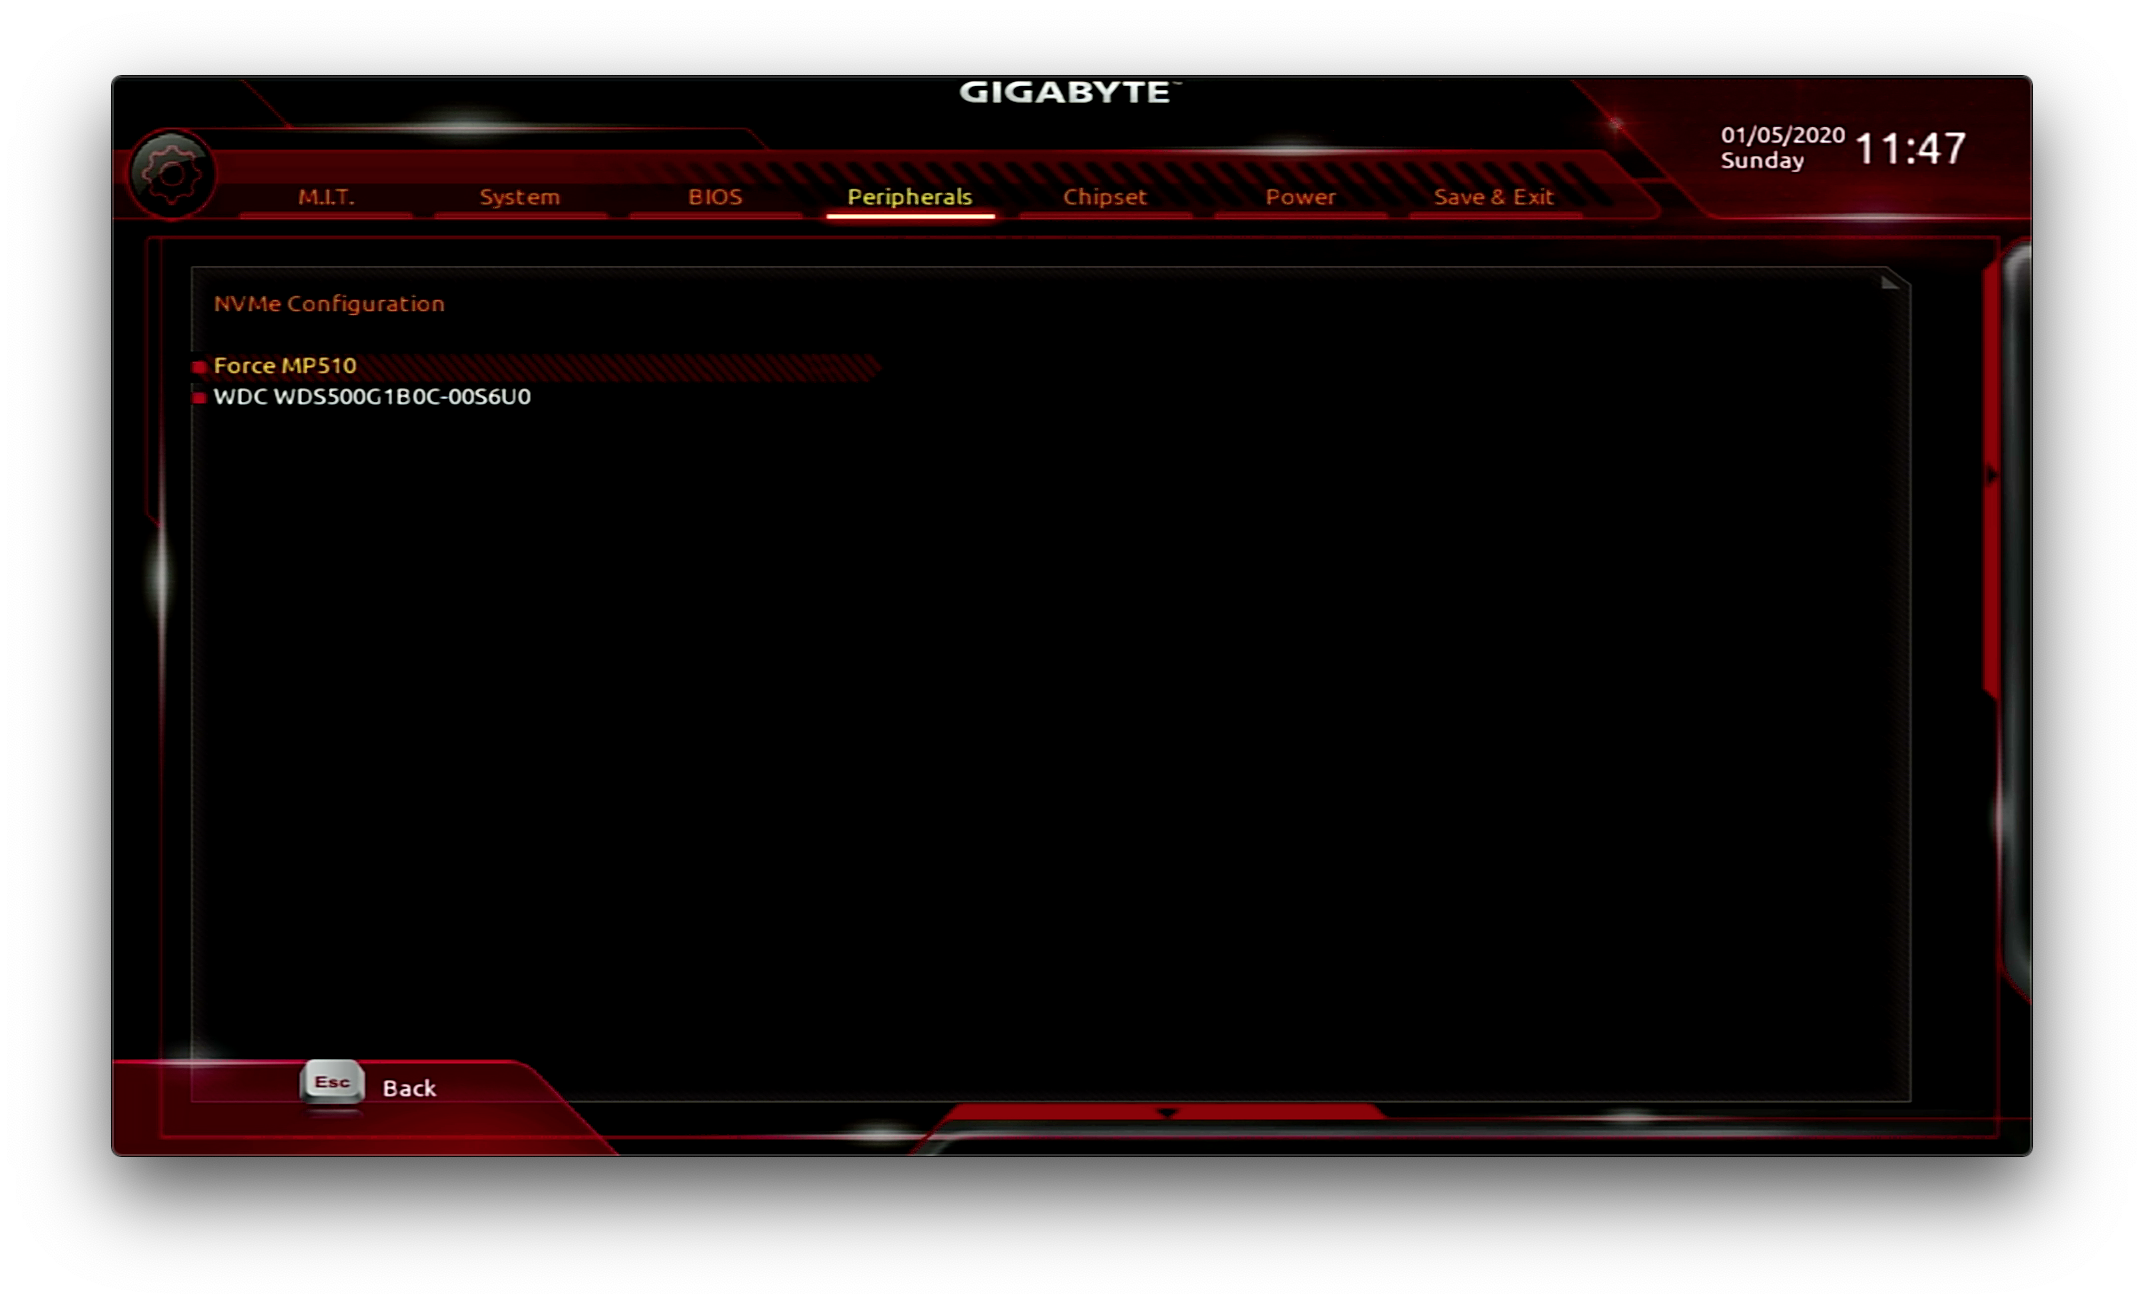 GIGABYTE™
01/05/2020
Sunday
11:47
M.I.T. System BIOS Peripherals Chipset Power Save & Exit
NVMe Configuration
Force MP510
WDC WDS500G1B0C-00S6U0
Esc Back